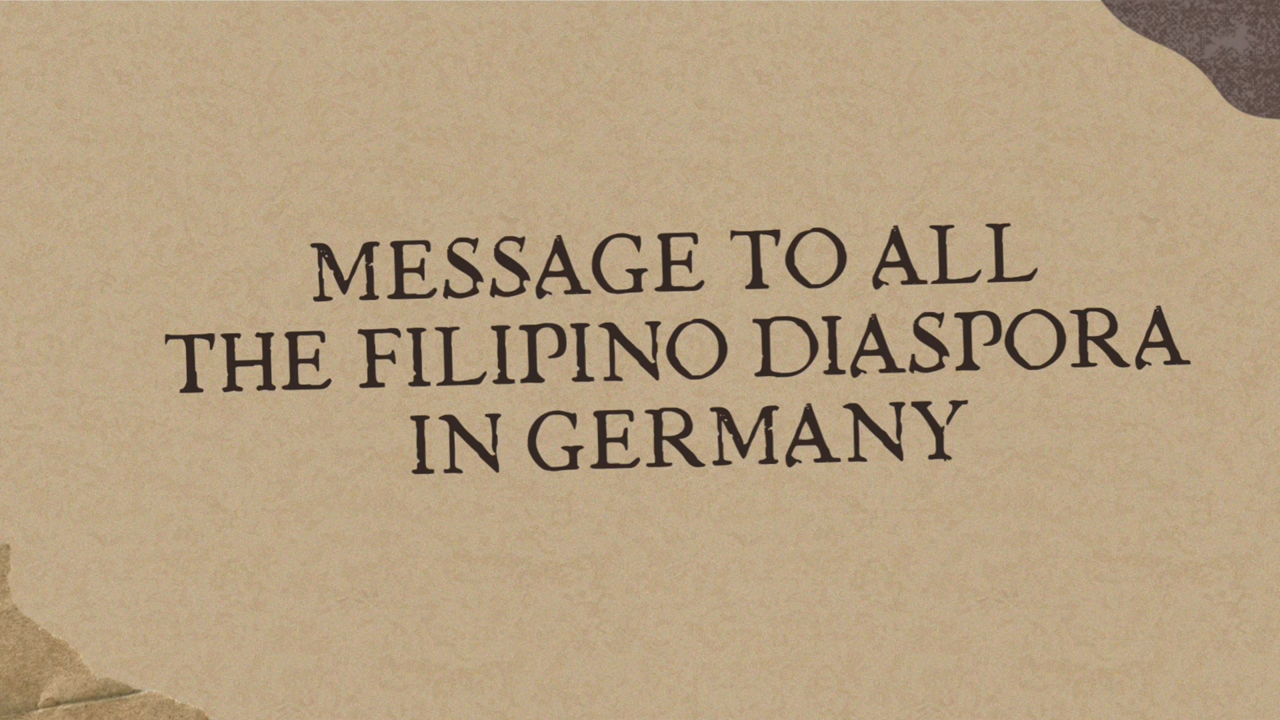 MESSAGE TO ALL
THE FILIPINO DIASPORA
IN GERMANY